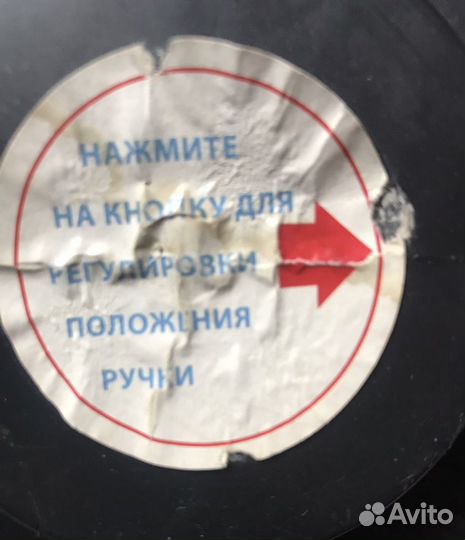 НАЖМИТЕ
НА КНОПКУ ДЛЯ
РЕГУЛИРОВКИ
ПОЛОЖЕНИЯ
РУЧКИ
Avito